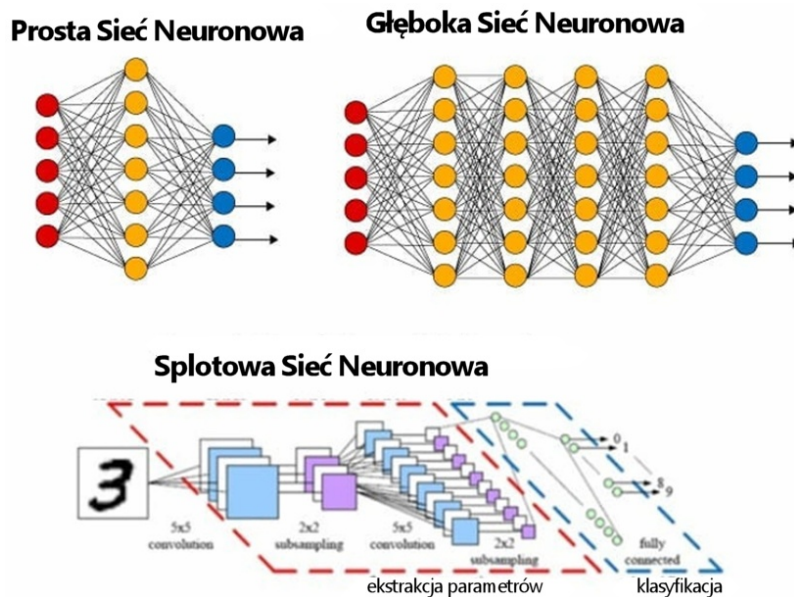 Prosta Sieć Neuronowa
Głęboka Sieć Neuronowa
Splotowa Sieć Neuronowa
3
0
1
8
9
5x5
convolution
2x2
subsampling
5x5
convolution
2x2
subsampling
fully
connected
ekstrakcja parametrów
klasyfikacja